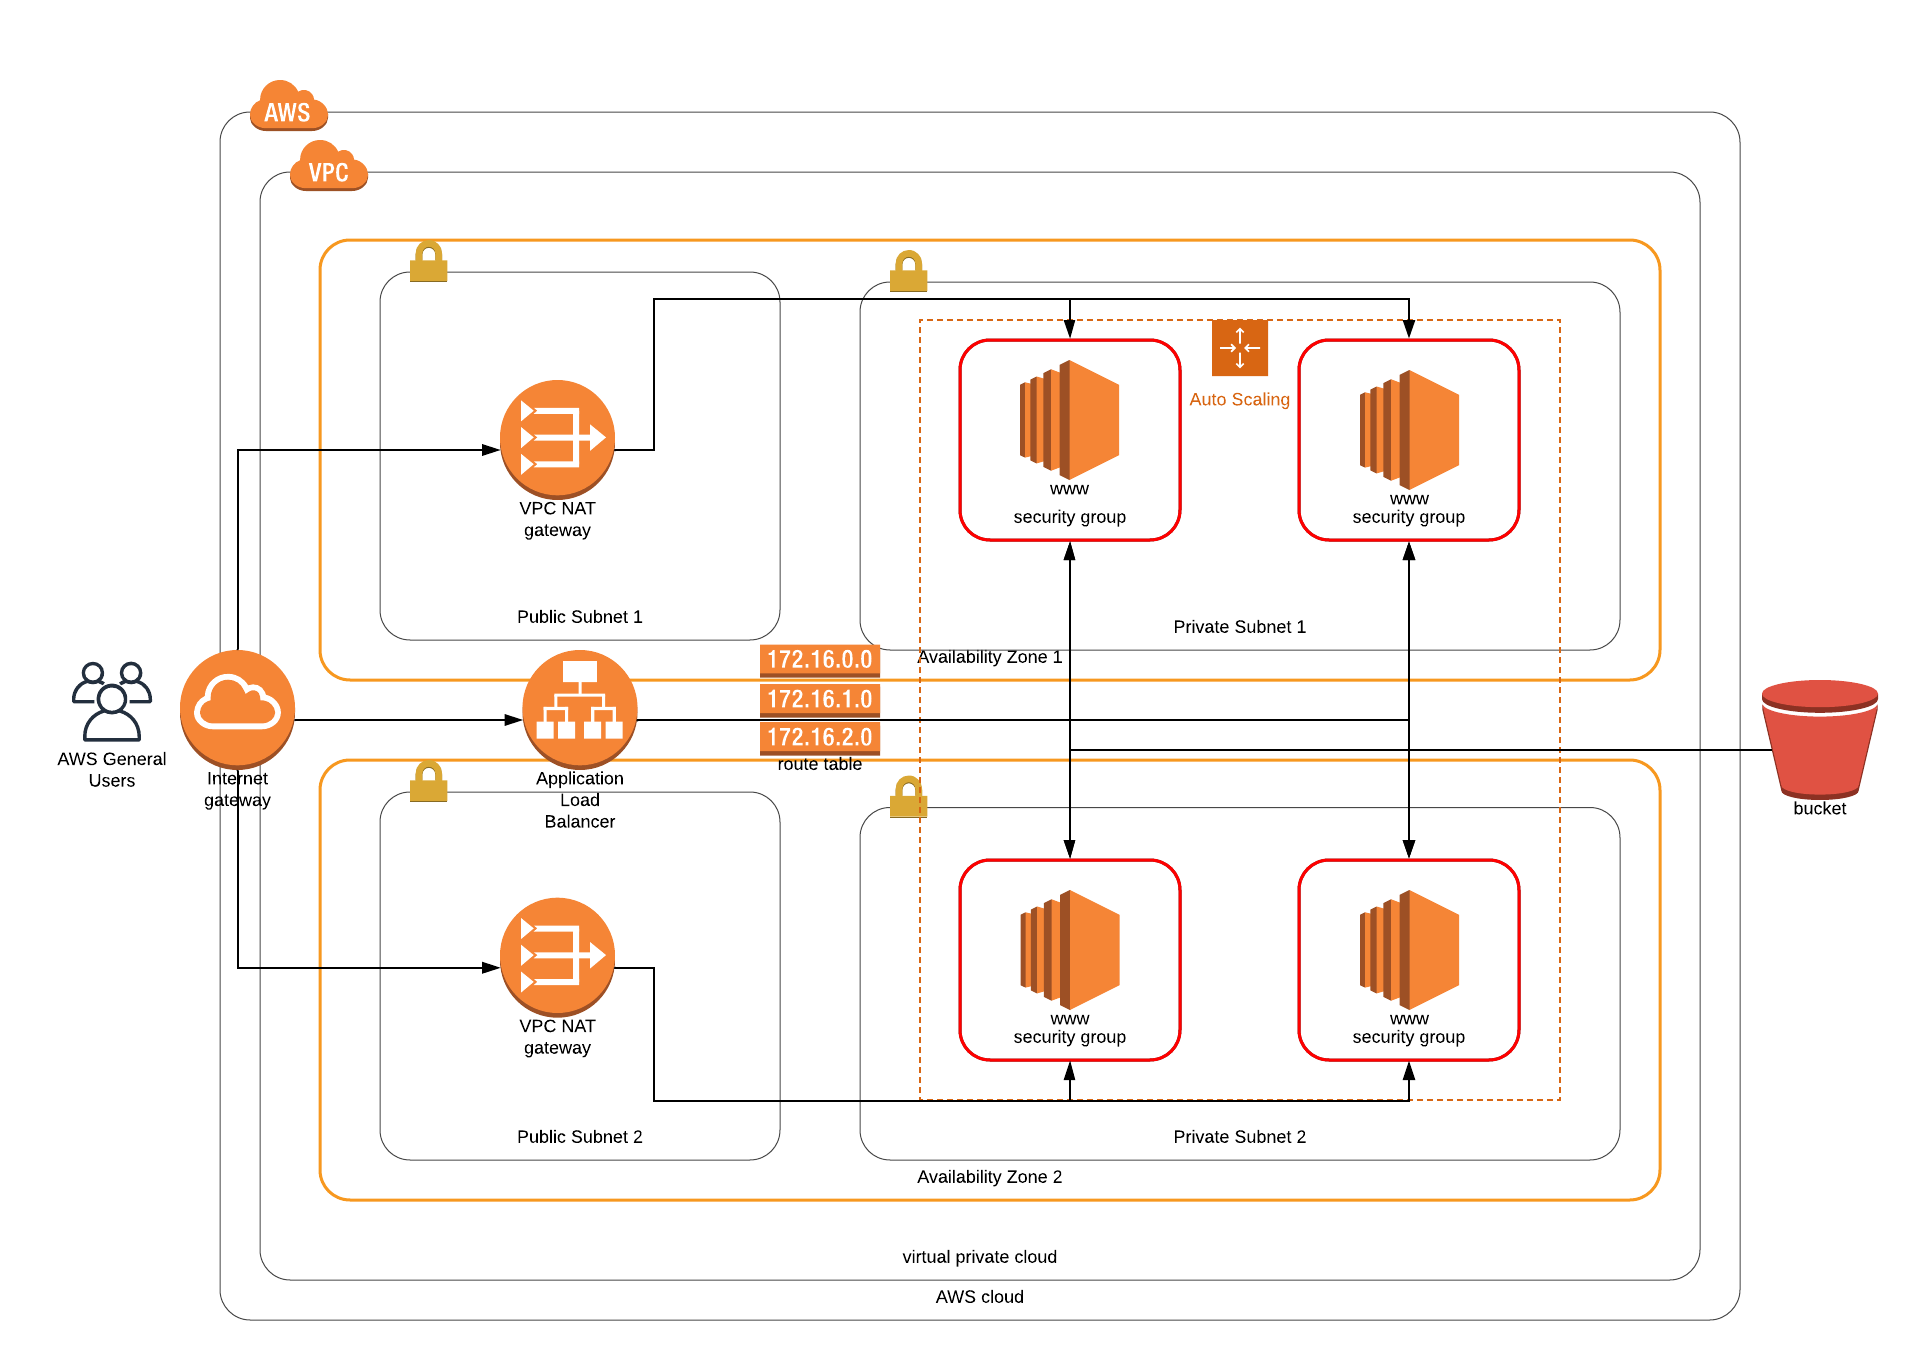 AWS
VPC
Auto Scaling
www
security group
www
security group
VPC NAT
gateway
Public Subnet 1
Private Subnet 1
Availability Zone 1
172.16.0.0
172.16.1.0
172.16.2.0
route table
AWS General
Users
Internet
gateway
Application
Load
Balancer
bucket
VPC NAT
gateway
www
security group
www
security group
Public Subnet 2
Private Subnet 2
Availability Zone 2
virtual private cloud
AWS cloud